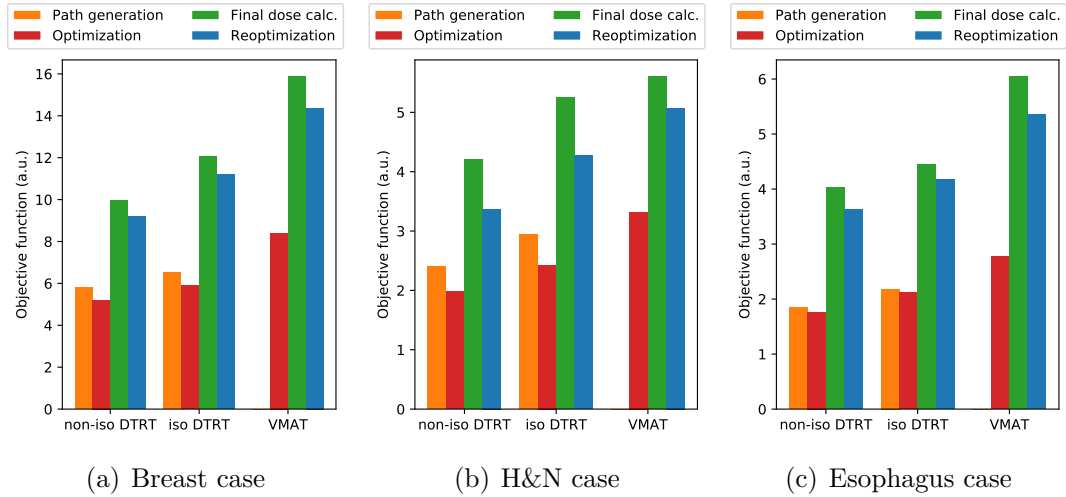 Path generation Final dose calc.
Optimization Reoptimization
Objective function (a.u.)
16
14
12
10
8
6
4
2
0
non-iso DTRT iso DTRT VMAT
(a) Breast case
Path generation Final dose calc.
Optimization Reoptimization
Objective function (a.u.)
5
4
3
2
1
0
non-iso DTRT iso DTRT VMAT
(b) H&N case
Path generation Final dose calc.
Optimization Reoptimization
Objective function (a.u.)
6
5
4
3
2
1
0
non-iso DTRT iso DTRT VMAT
(c) Esophagus case